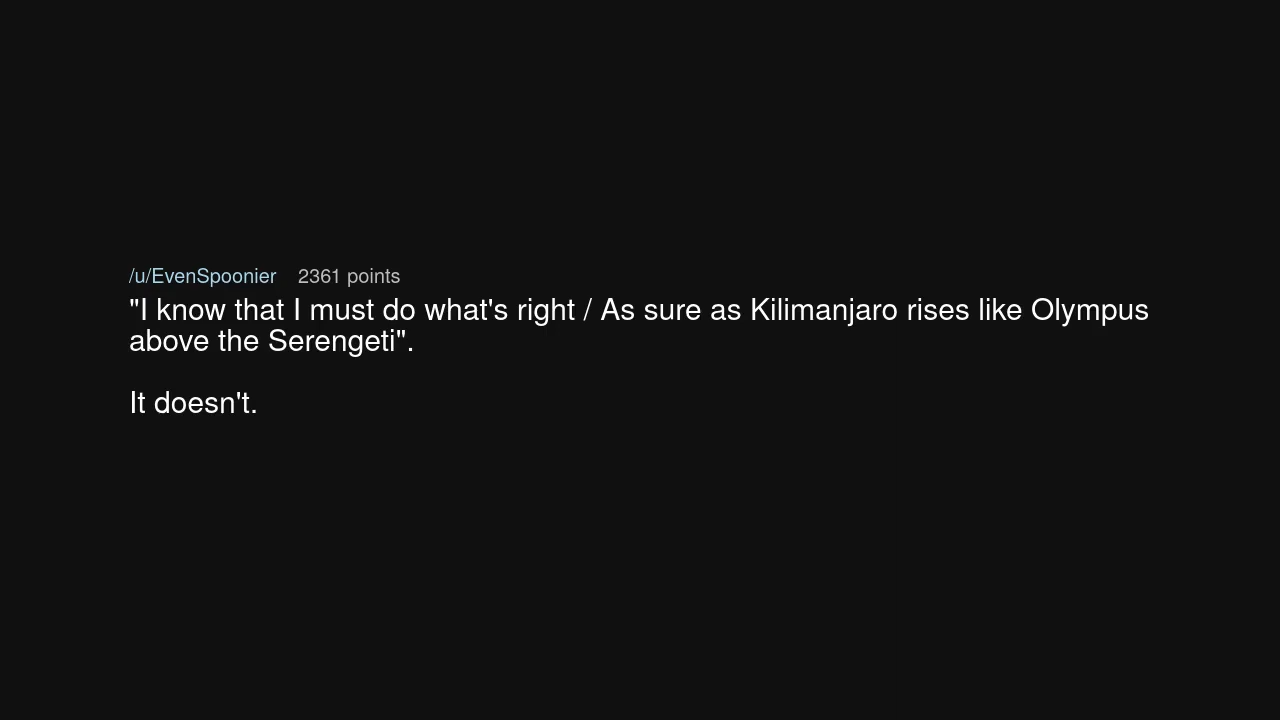 /u/EvenSpoonier 2361 points
"I know that I must do what's right / As sure as Kilimanjaro rises like Olympus
above the Serengeti".
It doesn't.